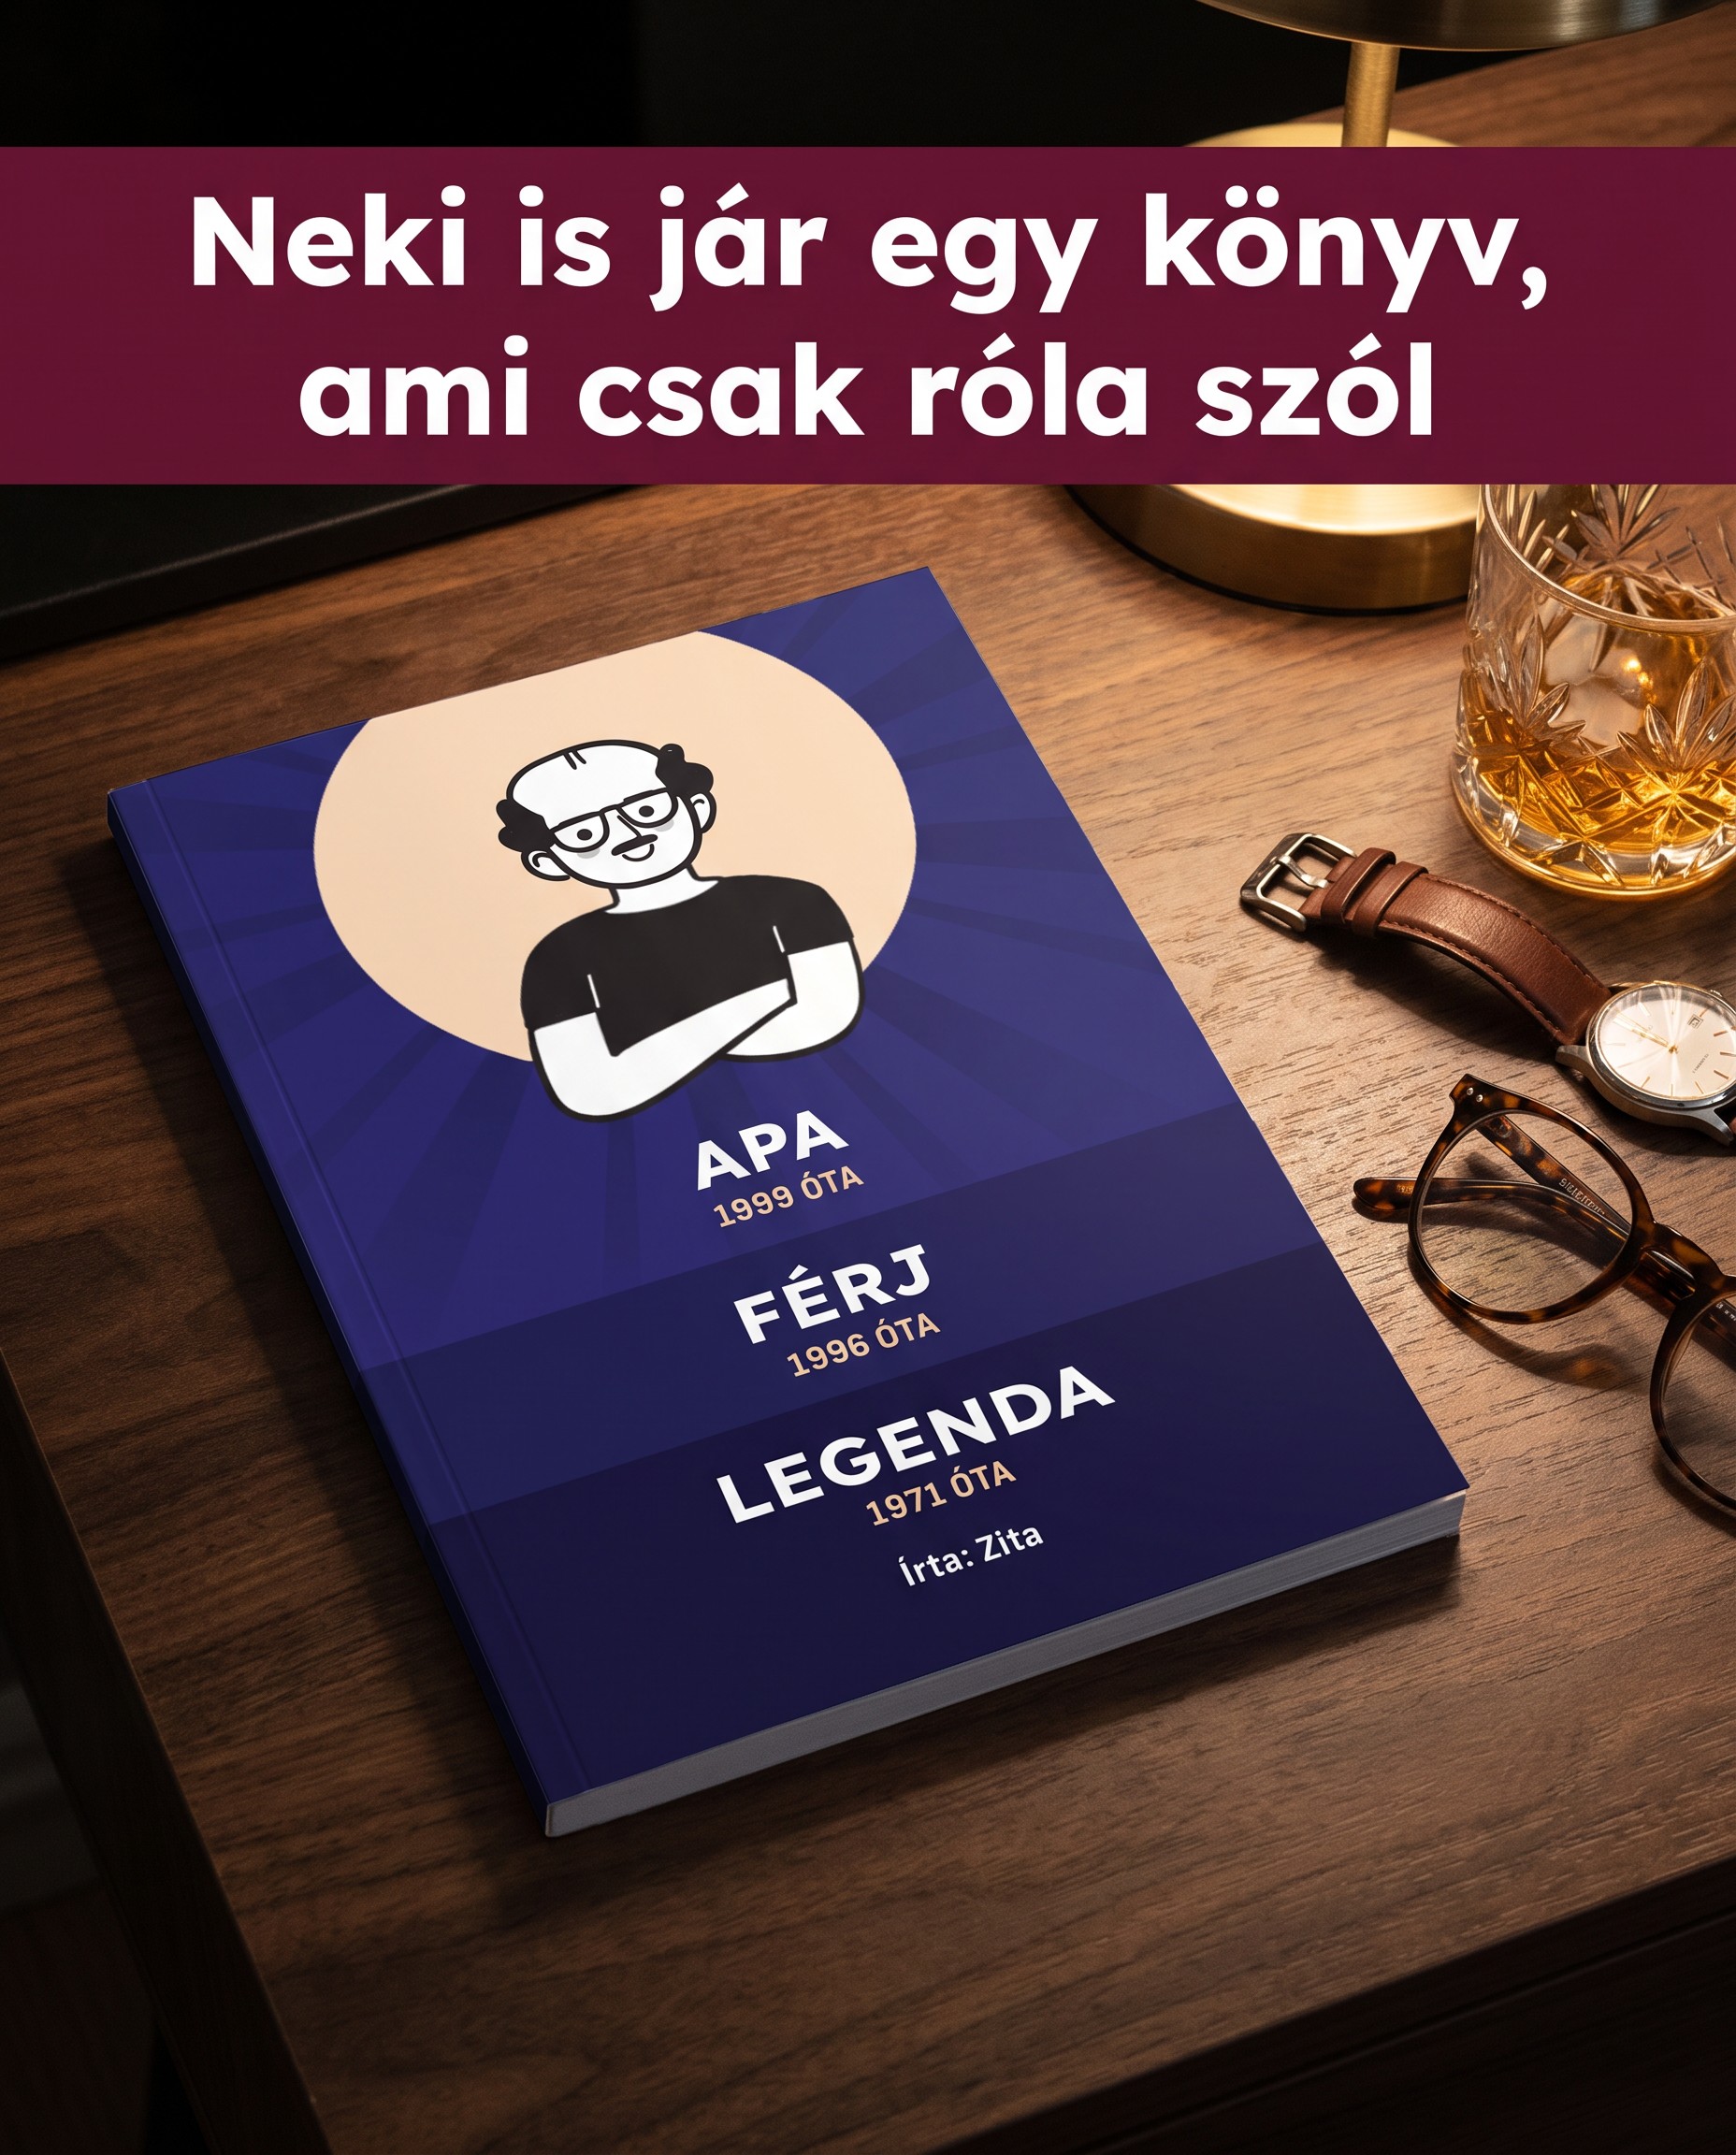 Neki is jár egy könyv,
ami csak róla szól
APA
1999 ÓTA
FÉRJ
1996 ÓTA
LEGENDA
1971 ÓTA
Írta: Zita